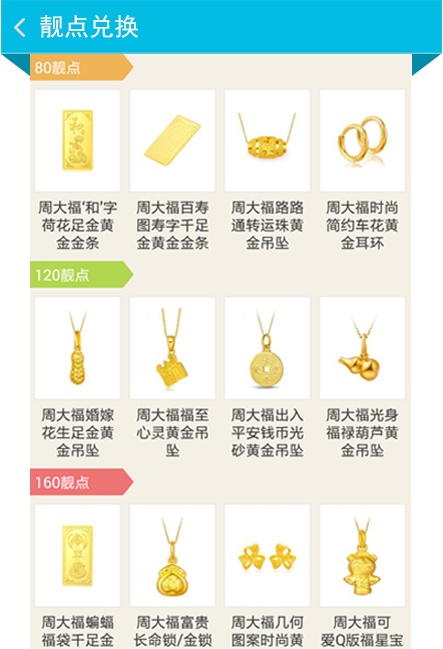 靓点兑换
80靓点
周大福‘和’字
荷花足金黄
金金条
周大福百寿
图寿字千足
金黄金金条
周大福路路
通转运珠黄
金吊坠
周大福时尚
简约车花黄
金耳环
120靓点
周大福婚嫁
花生足金黄
金吊坠
周大福福至
心灵黄金吊
坠
周大福出入
平安钱币光
砂黄金吊坠
周大福光身
福禄葫芦黄
金吊坠
160靓点
周大福蝙蝠
福袋千足金
周大福富贵
长命锁/金锁
周大福几何
图案时尚黄
周大福可
爱Q版福星宝